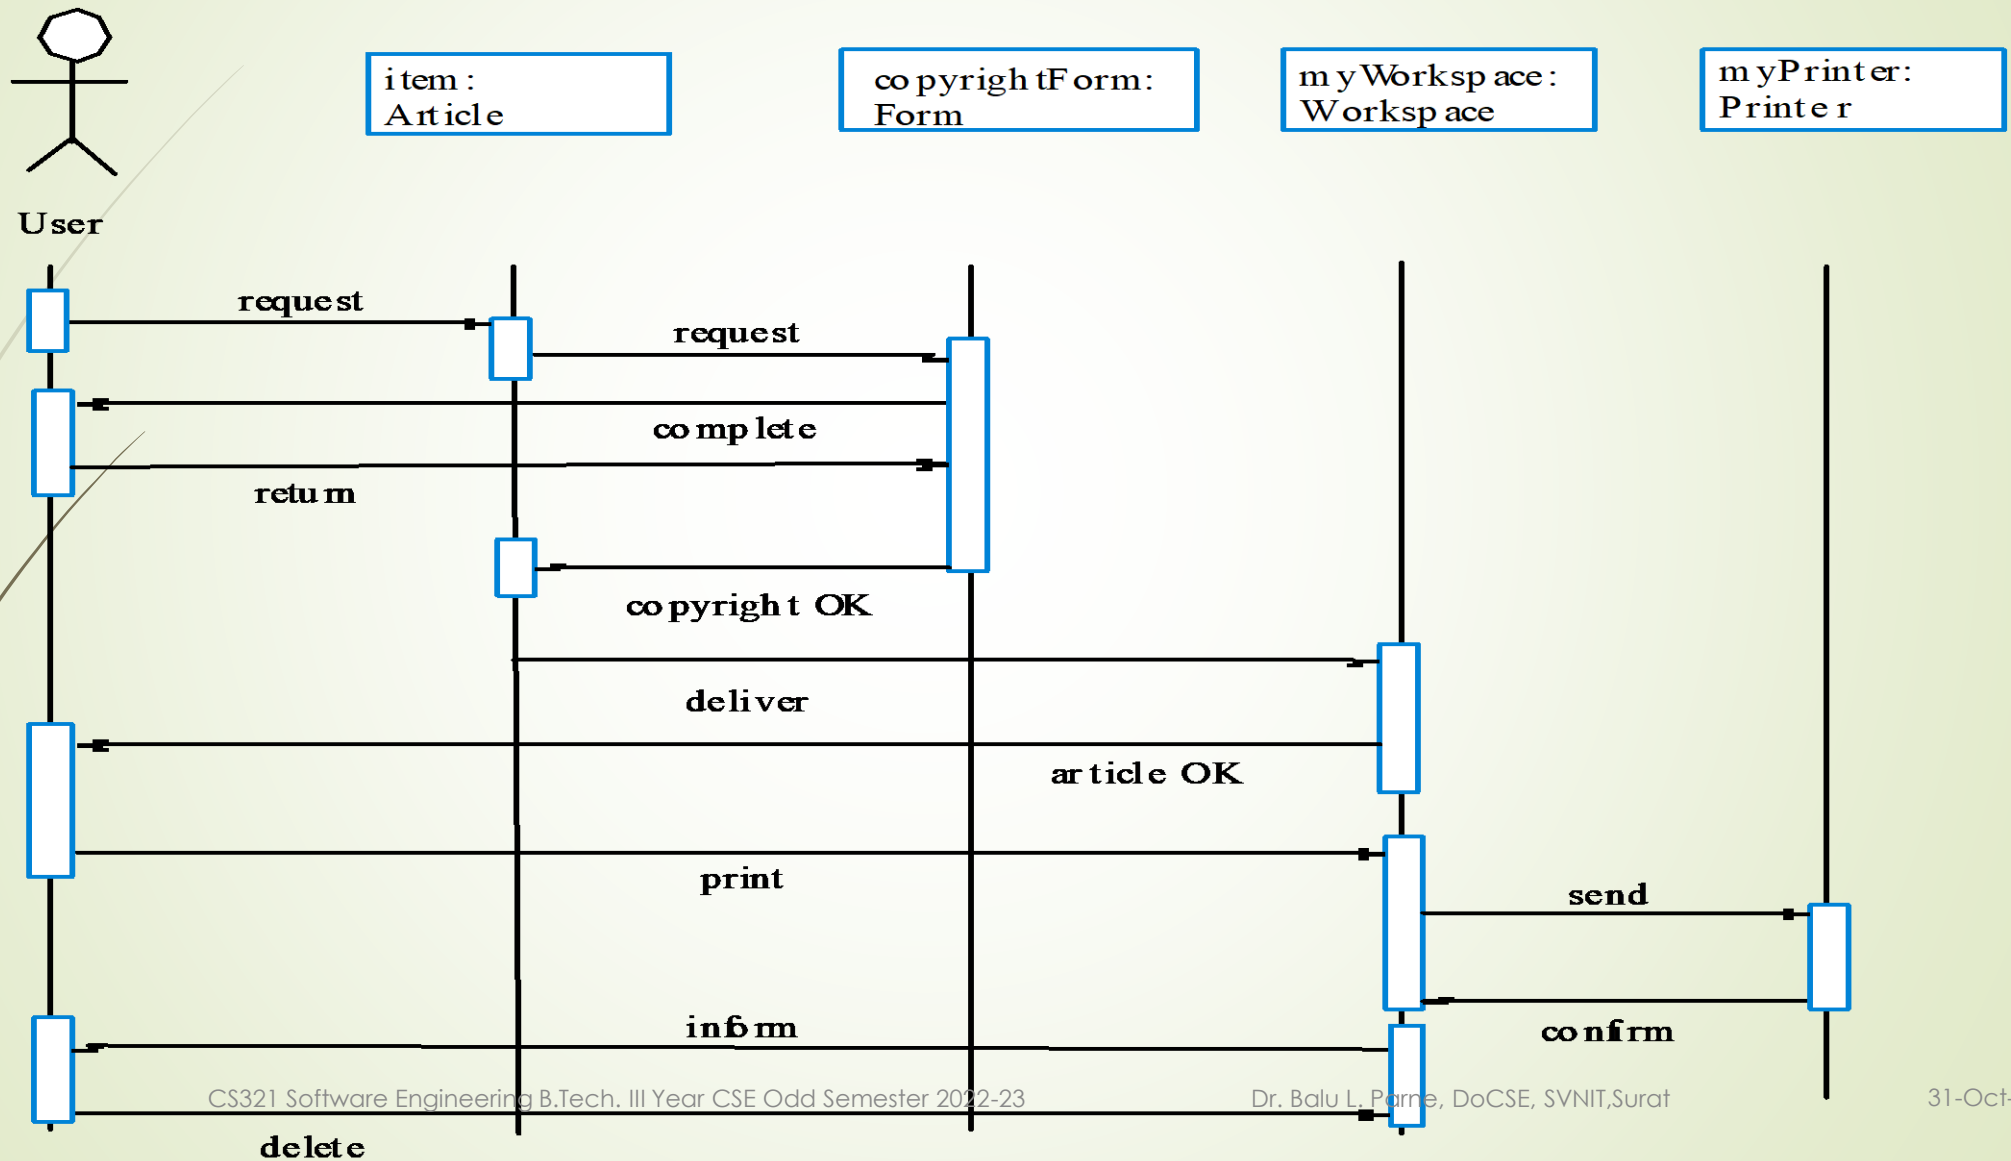 item:
Article
copyrightForm:
Form
myWorkspace:
Workspace
myPrinter:
Printer
User
request
request
complete
return
copyright OK
deliver
article OK
print
send
inform
confirm
CS321 Software Engineering B.Tech. III Year CSE Odd Semester 2022-23
Dr. Balu L. Parne, DoCSE, SVNIT,Surat
31-Oct-
delete